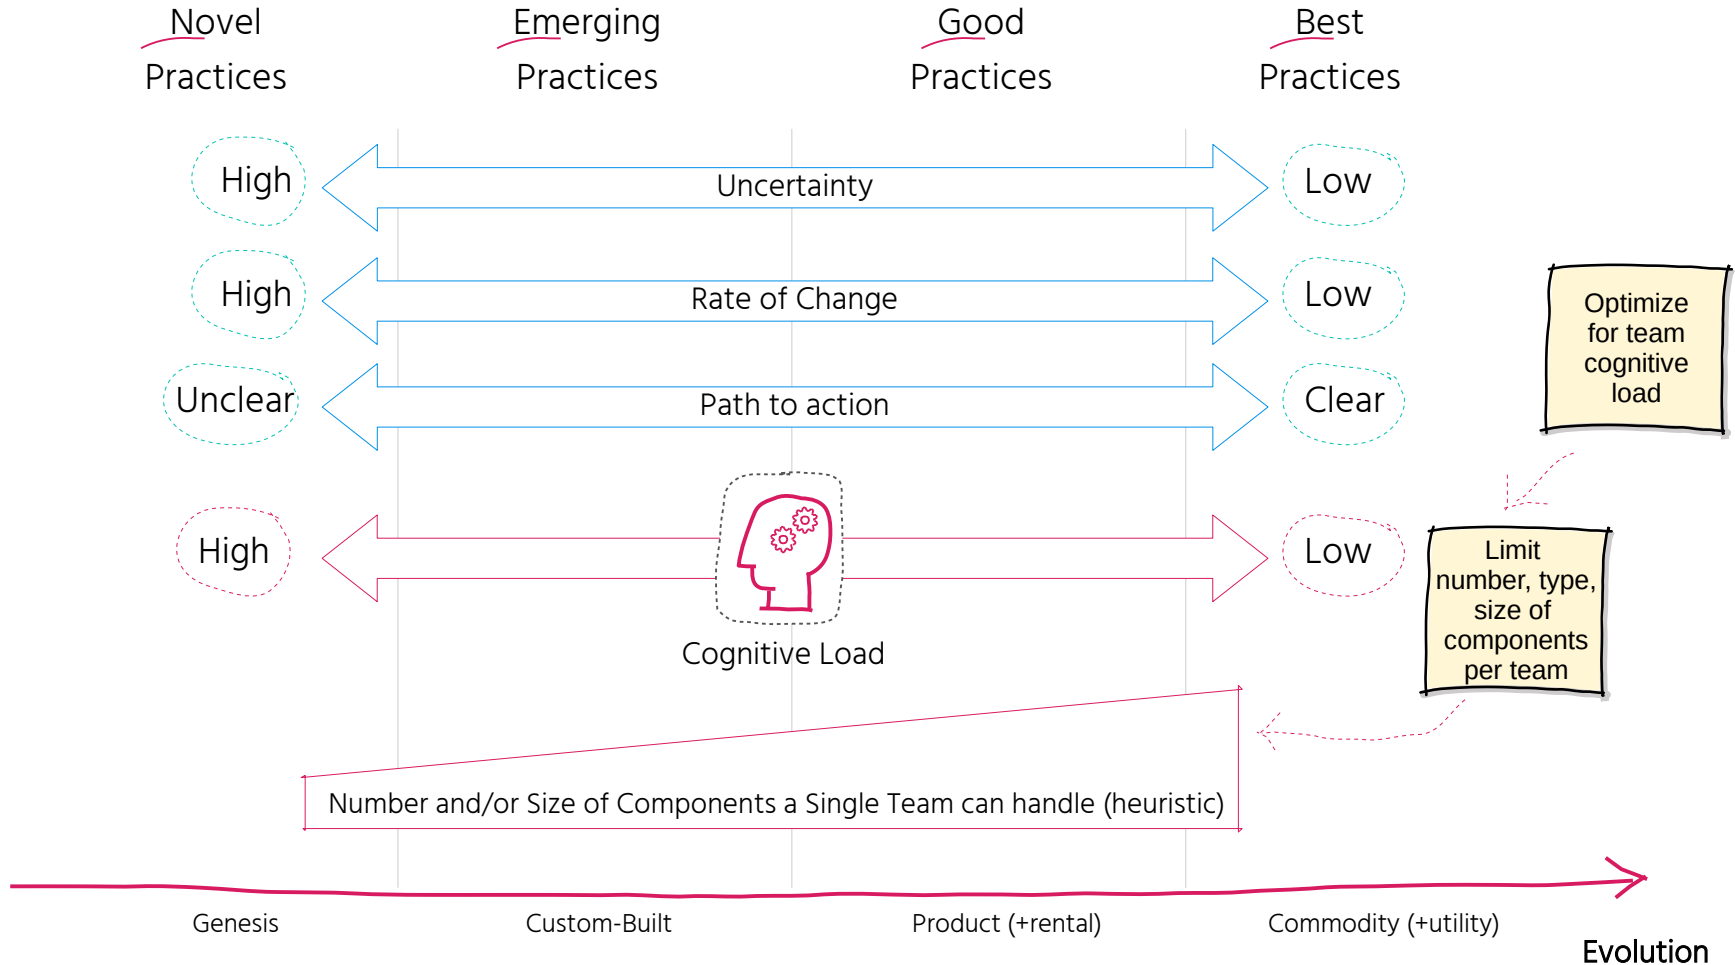 Novel
Practices
Emerging
Practices
Good
Practices
Best
Practices
High
Uncertainty
Low
High
Rate of Change
Low
Unclear
Path to action
Clear
High
Low
Cognitive Load
Optimize
for team
cognitive
load
Limit
number, type,
size of
components
per team
Number and/or Size of Components a Single Team can handle (heuristic)
Genesis
Custom-Built
Product (+rental)
Commodity (+utility)
Evolution